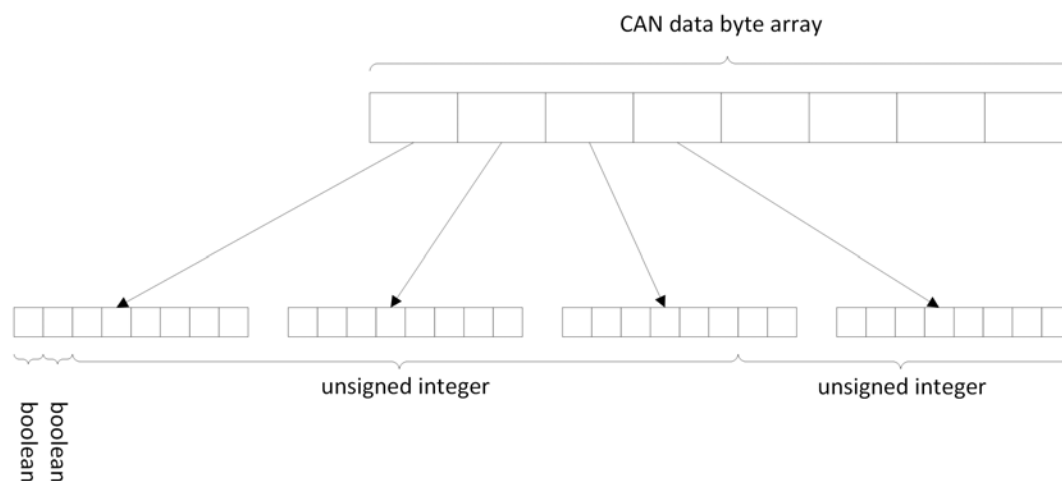 CAN data byte array
unsigned integer
unsigned integer
boolean
boolean